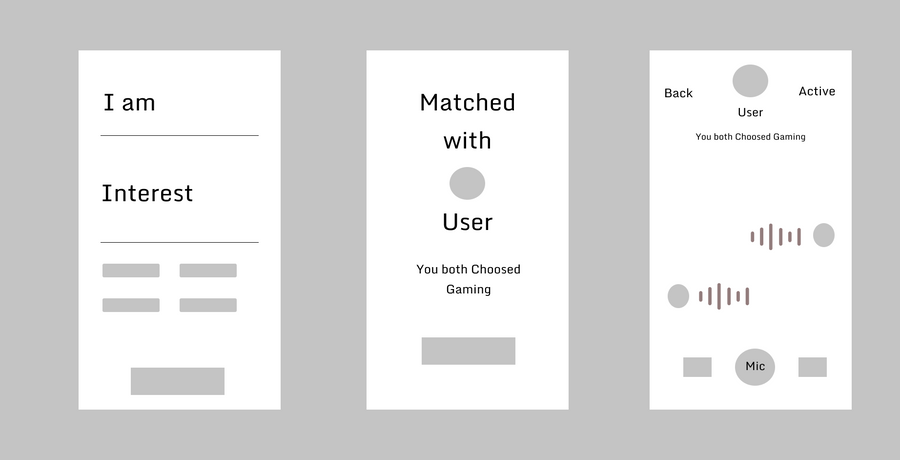 I am
Interest
Matched
with
User
You both Choosed
Gaming
Back
Active
User
You both Choosed Gaming
Mic